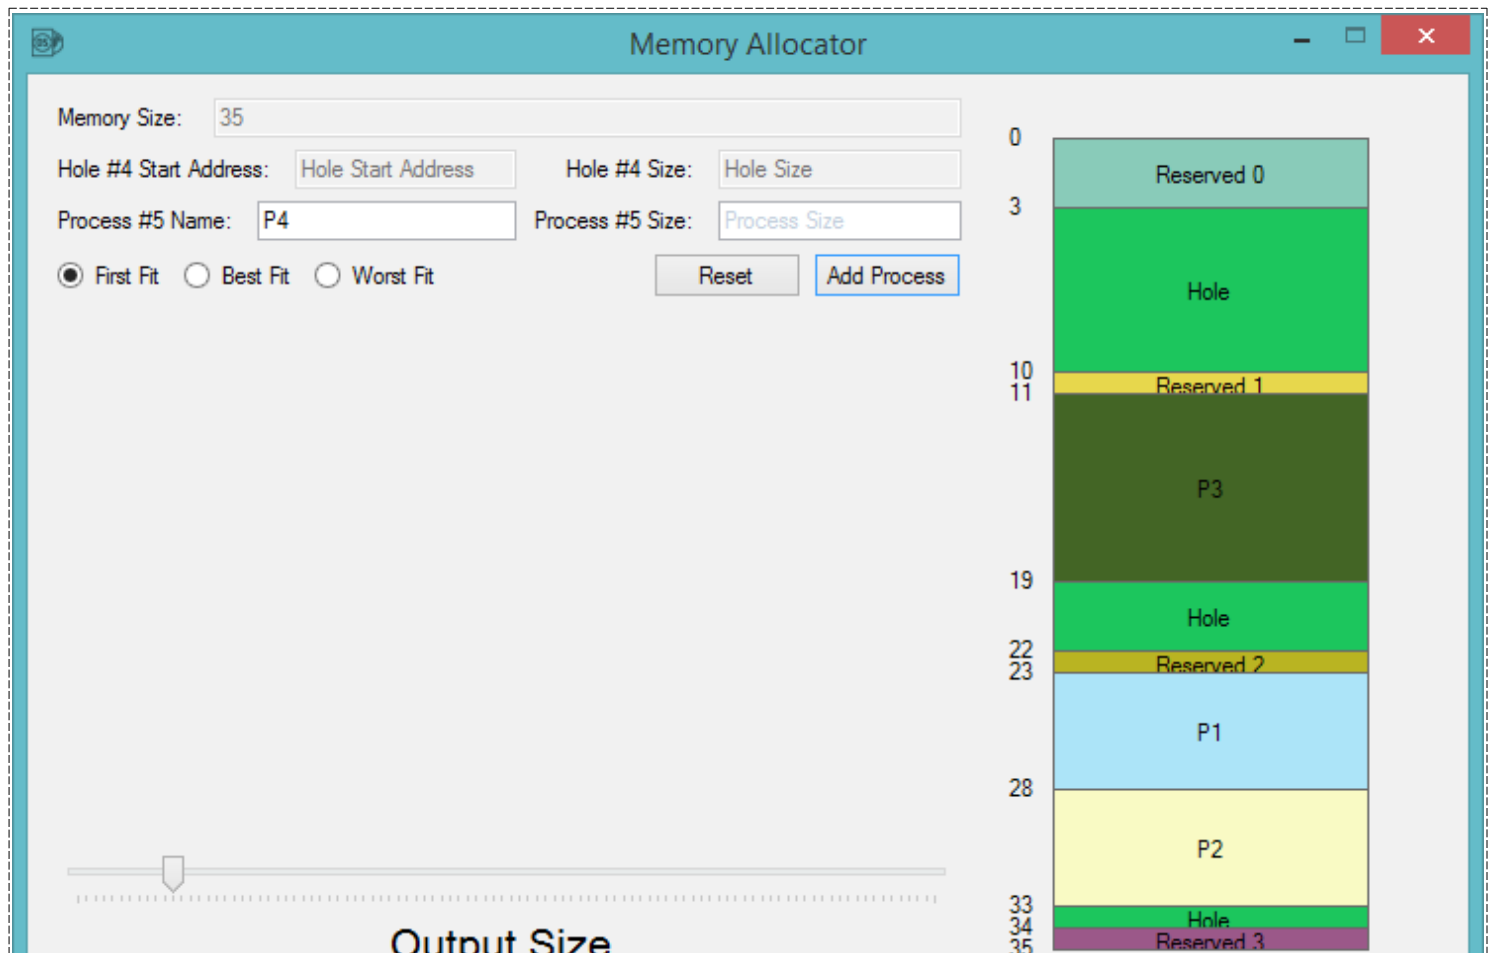 Memory Allocator
Memory Size: 35
Hole #4 Start Address: Hole Start Address Hole #4 Size: Hole Size
Process #5 Name: P4 Process #5 Size: Process Size
First Fit Best Fit Worst Fit Reset Add Process
Output Size
0
Reserved 0
3
Hole
10
Reserved 1
11
P3
19
Hole
22
Reserved 2
23
P1
28
P2
33
Hole
34
Reserved 3
35